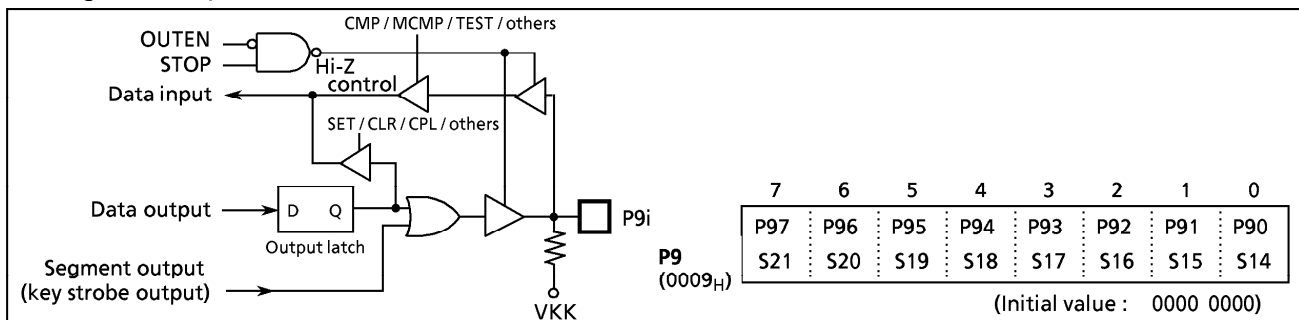 CMP / MCMP / TEST / others
OUTEN
STOP
Hi-Z
control
Data input
SET / CLR / CPL / others
Data output
D Q
Output latch
P9i
Segment output
(key strobe output)
VKK
7 6 5 4 3 2 1 0
P97 P96 P95 P94 P93 P92 P91 P90
P9
S21 S20 S19 S18 S17 S16 S15 S14
(0009H)
(Initial value : 0000 0000)